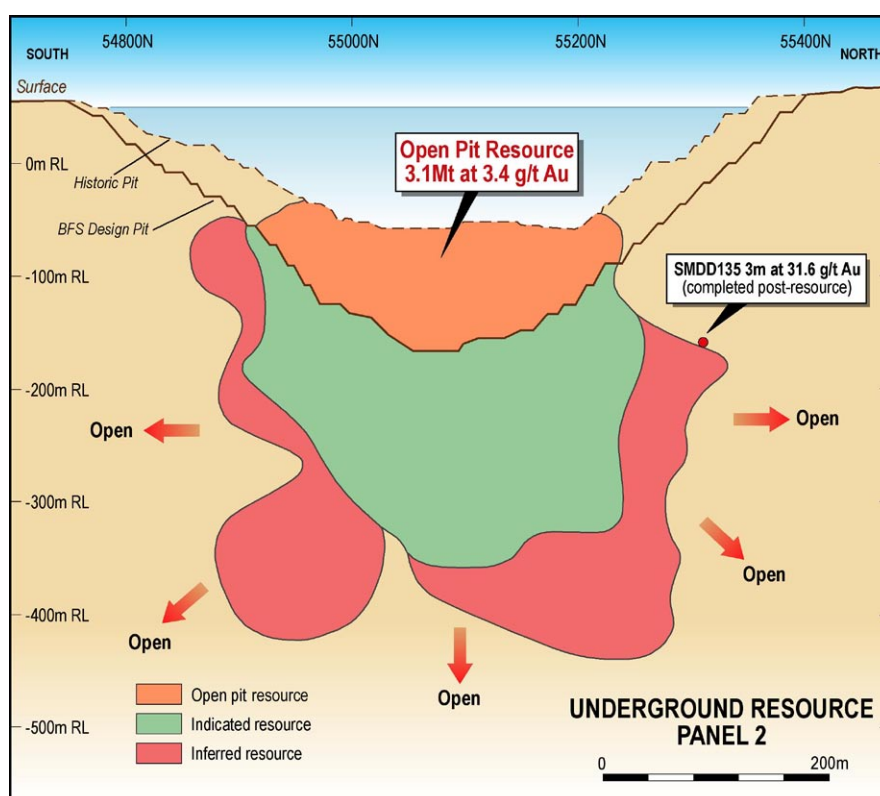 54800N
55000N
55200N
55400N
SOUTH
NORTH
Surface
Open Pit Resource
3.1Mt at 3.4 g/t Au
0m RL
Historic Pit
BFS Design Pit
-100m RL
SMDD135 3m at 31.6 g/t Au
(completed post-resource)
-200m RL
Open
Open
-300m RL
Open
-400m RL
Open
Open
Open pit resource
Indicated resource
Inferred resource
-500m RL
UNDERGROUND RESOURCE
PANEL 2
0
200m